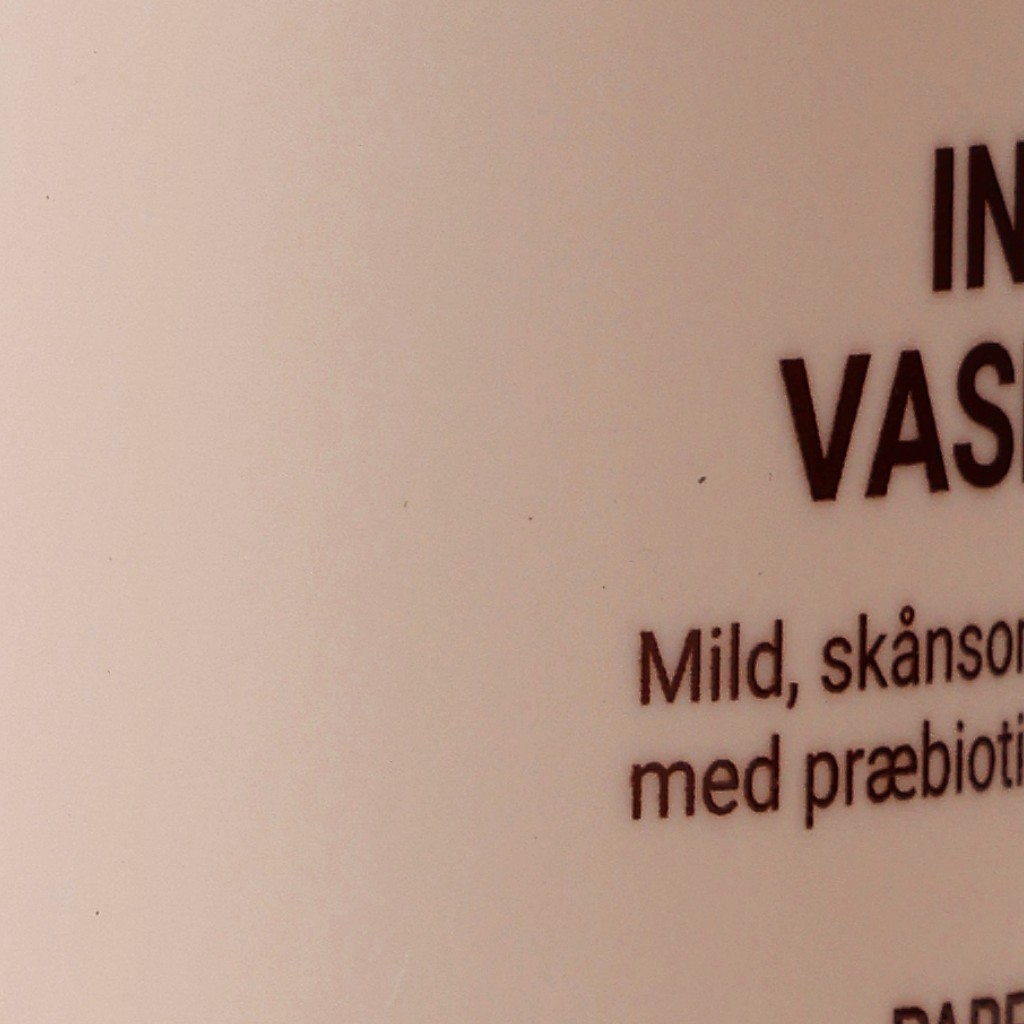 IN
VAS
Mild, skånsom
med præbioti